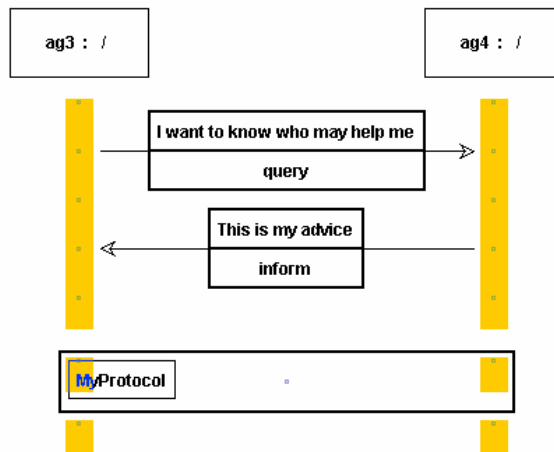 ag3 : /
ag4 : /
I want to know who may help me
query
This is my advice
inform
MyProtocol